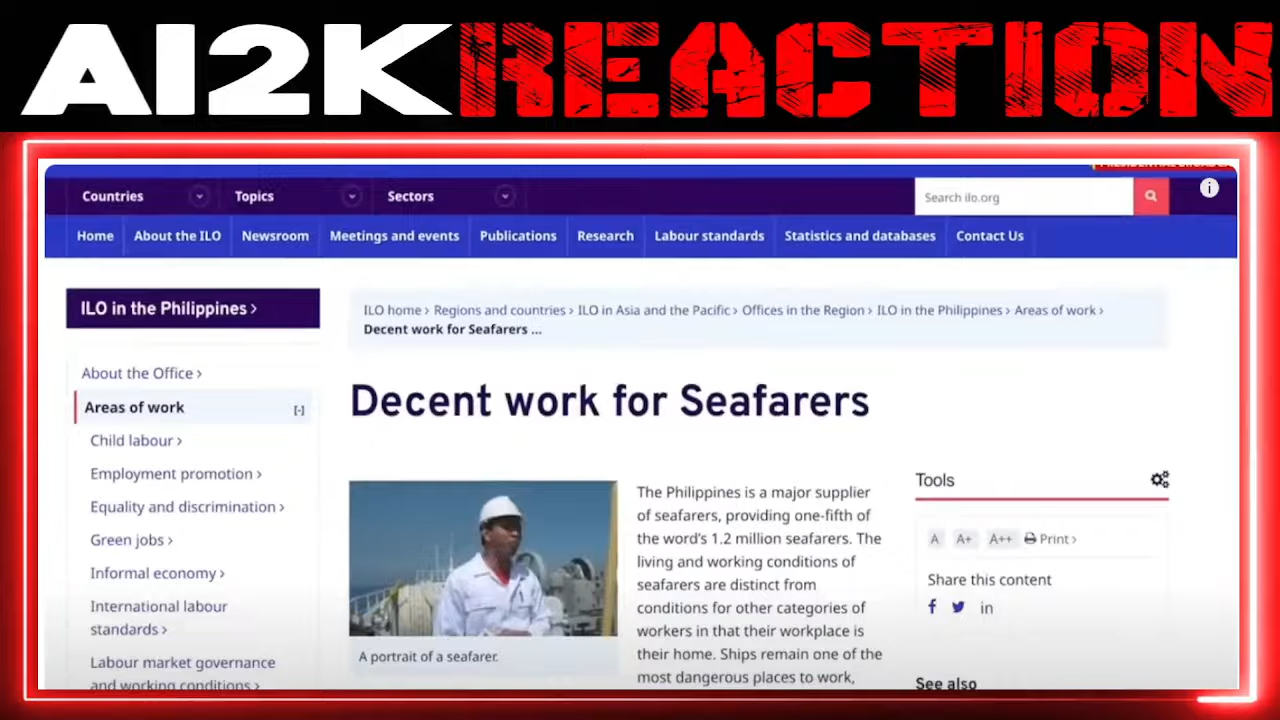 AI2KREACTION
Countries
Topics
Sectors
Search ilo.org
Home
About the ILO
Newsroom
Meetings and events
Publications
Research
Labour standards
Statistics and databases
Contact Us
ILO in the Philippines ›
ILO home › Regions and countries › ILO in Asia and the Pacific › Offices in the Region › ILO in the Philippines › Areas of work ›
Decent work for Seafarers ...
About the Office ›
Areas of work [-]
Child labour ›
Employment promotion ›
Equality and discrimination ›
Green jobs ›
Informal economy ›
International labour
standards ›
Labour market governance
and working conditions ›
Decent work for Seafarers
A portrait of a seafarer.
The Philippines is a major supplier
of seafarers, providing one-fifth of
the word's 1.2 million seafarers. The
living and working conditions of
seafarers are distinct from
conditions for other categories of
workers in that their workplace is
their home. Ships remain one of the
most dangerous places to work,
Tools
A A+ A++ Print ›
Share this content
See also